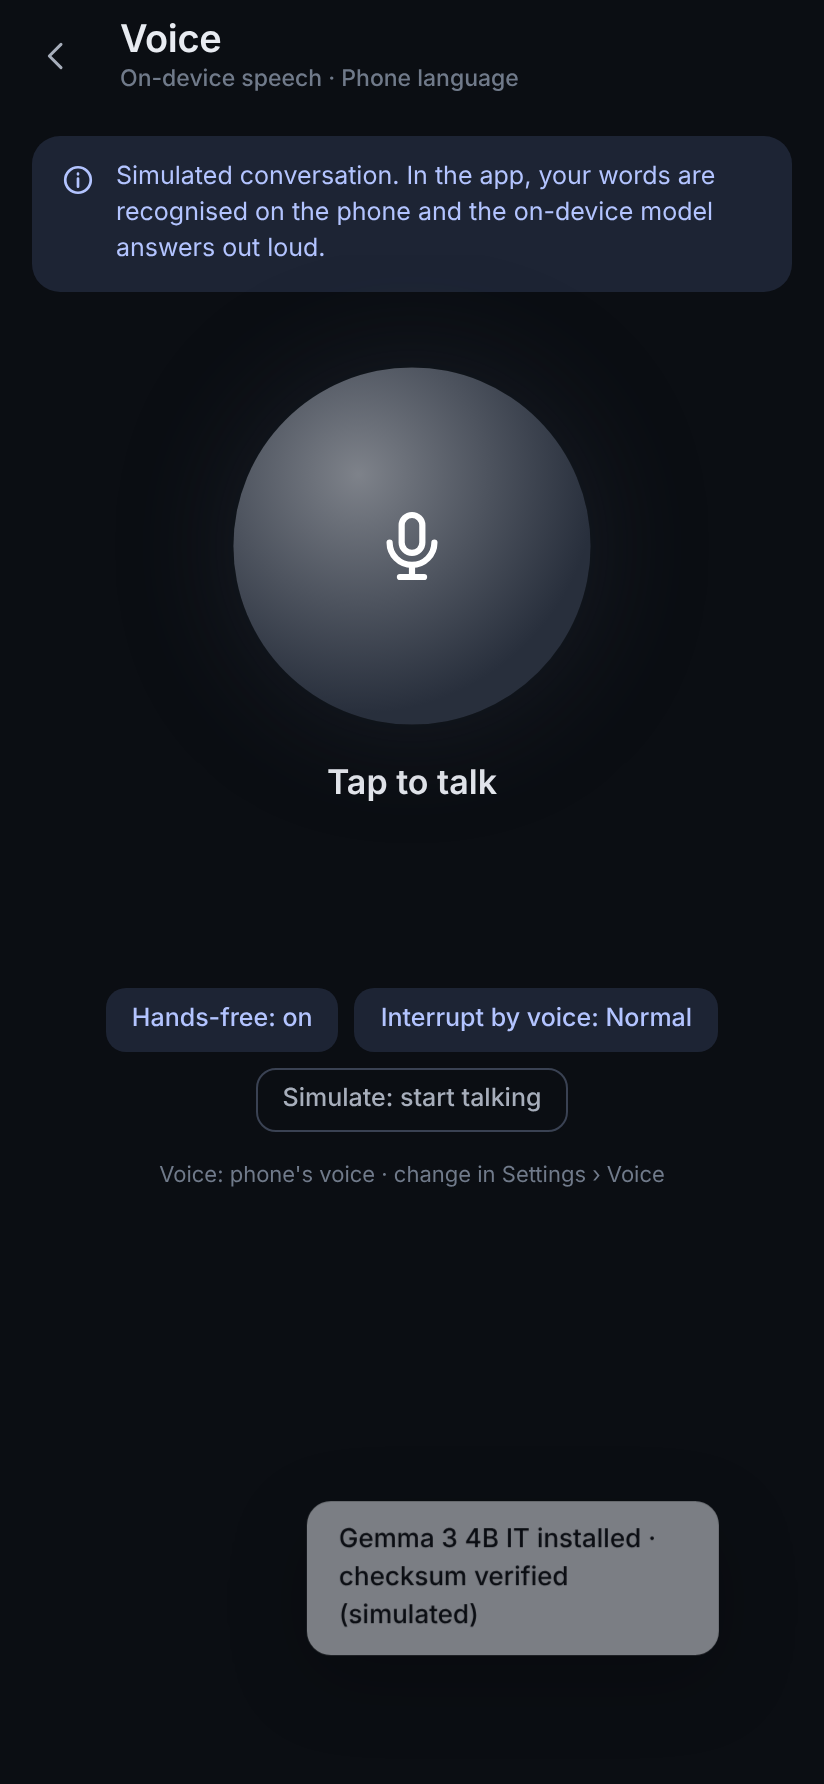 Voice
On-device speech · Phone language
Simulated conversation. In the app, your words are
recognised on the phone and the on-device model
answers out loud.
Tap to talk
Hands-free: on
Interrupt by voice: Normal
Simulate: start talking
Voice: phone's voice · change in Settings › Voice
Gemma 3 4B IT installed ·
checksum verified
(simulated)